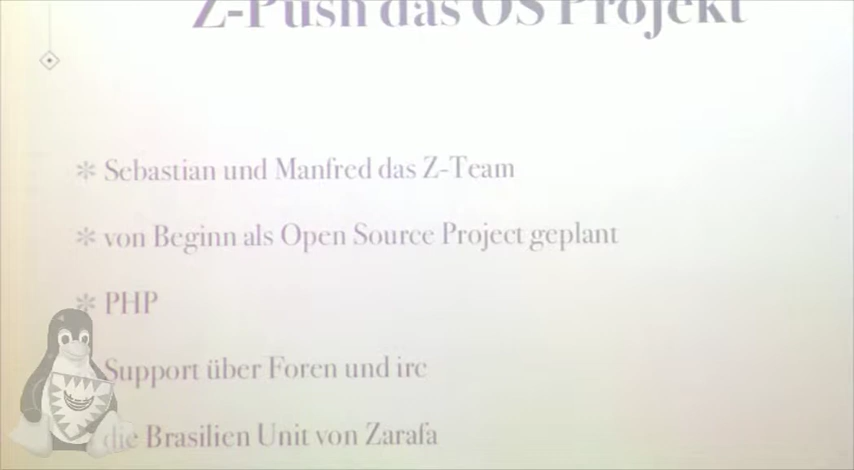 Z-Push das OS Projekt
* Sebastian und Manfred das Z-Team
* von Beginn als Open Source Project geplant
* PHP
Support über Foren und irc
die Brasilien Unit von Zarafa